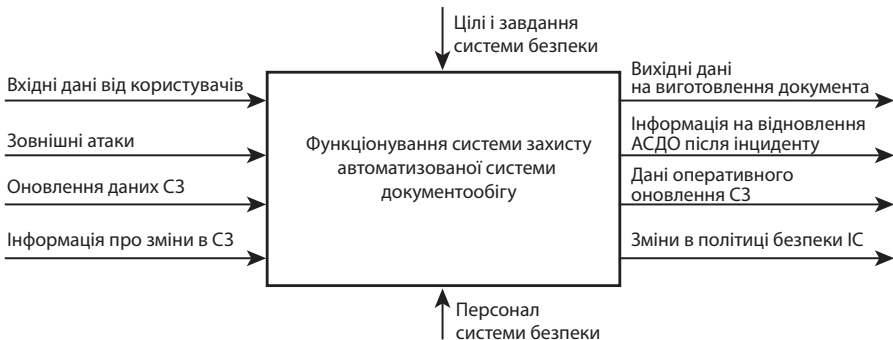 Цілі і завдання
системи безпеки
Вхідні дані від користувачів
Зовнішні атаки
Оновлення даних СЗ
Інформація про зміни в СЗ
Функціонування системи захисту
автоматизованої системи
документообігу
Вихідні дані
на виготовлення документа
Інформація на відновлення
АСДО після інциденту
Дані оперативного
оновлення СЗ
Зміни в політиці безпеки ІС
Персонал
системи безпеки